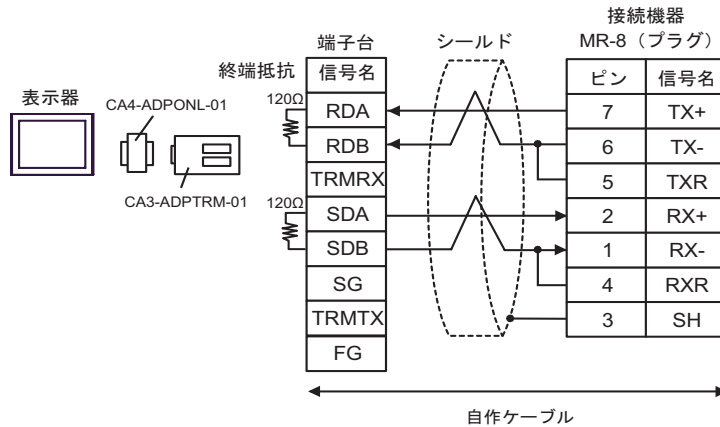 接続機器
端子台 シールド MR-8（プラグ）
終端抵抗 信号名 ピン 信号名
表示器 CA4-ADPONL-01 120Ω RDA 7 TX+
RDB 6 TX-
CA3-ADPTRM-01 TRMRX 5 TXR
120Ω SDA 2 RX+
SDB 1 RX-
SG 4 RXR
TRMTX 3 SH
FG
自作ケーブル